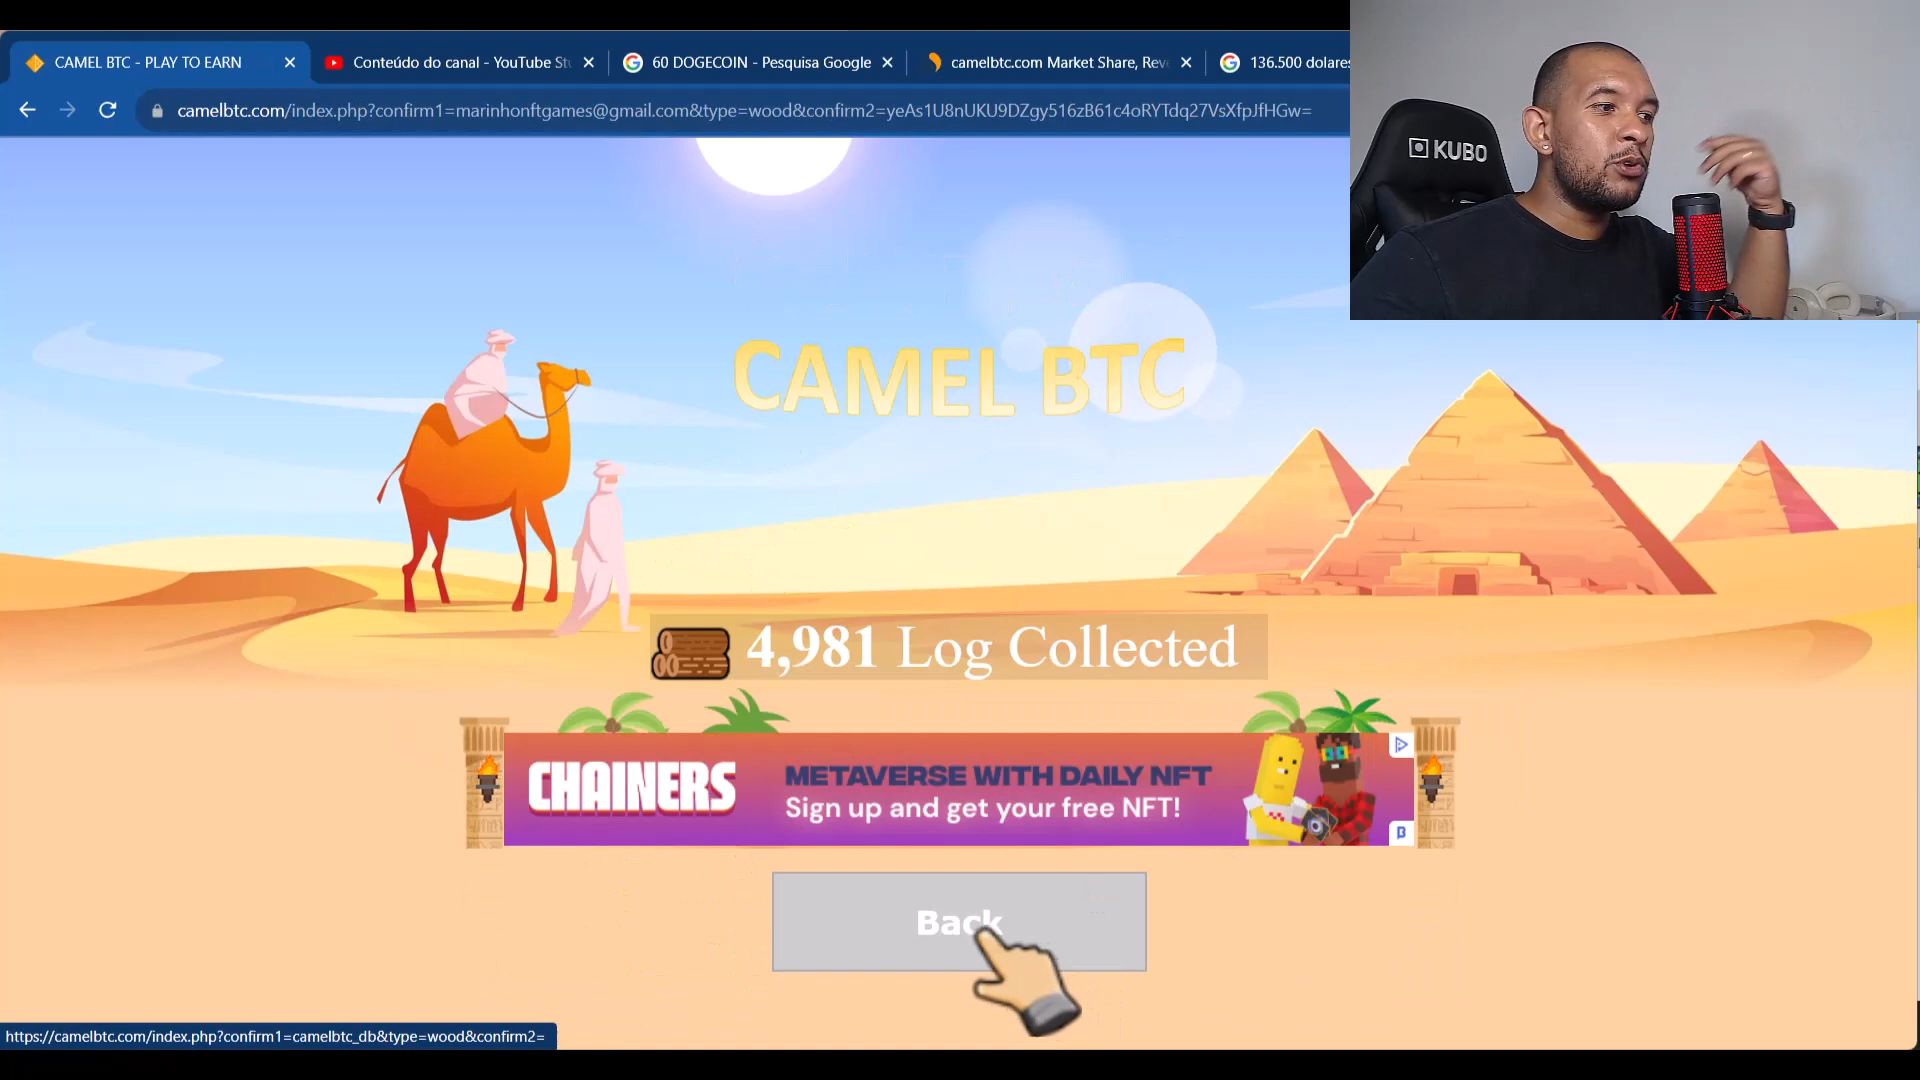 CAMEL BTC - PLAY TO EARN
Conteúdo do canal - YouTube St
60 DOGECOIN - Pesquisa Google
camelbtc.com Market Share, Reve
136.500 dolares
camelbtc.com/index.php?confirm1=marinhonftgames@gmail.com&type=wood&confirm2=yeAs1U8nUKU9DZgy516zB61c4oRYTdq27VsXfpJfHGw=
KUBO
CAMEL BTC
4,981 Log Collected
CHAINERS
METAVERSE WITH DAILY NFT
Sign up and get your free NFT!
Back
https://camelbtc.com/index.php?confirm1=camelbtc_db&type=wood&confirm2=